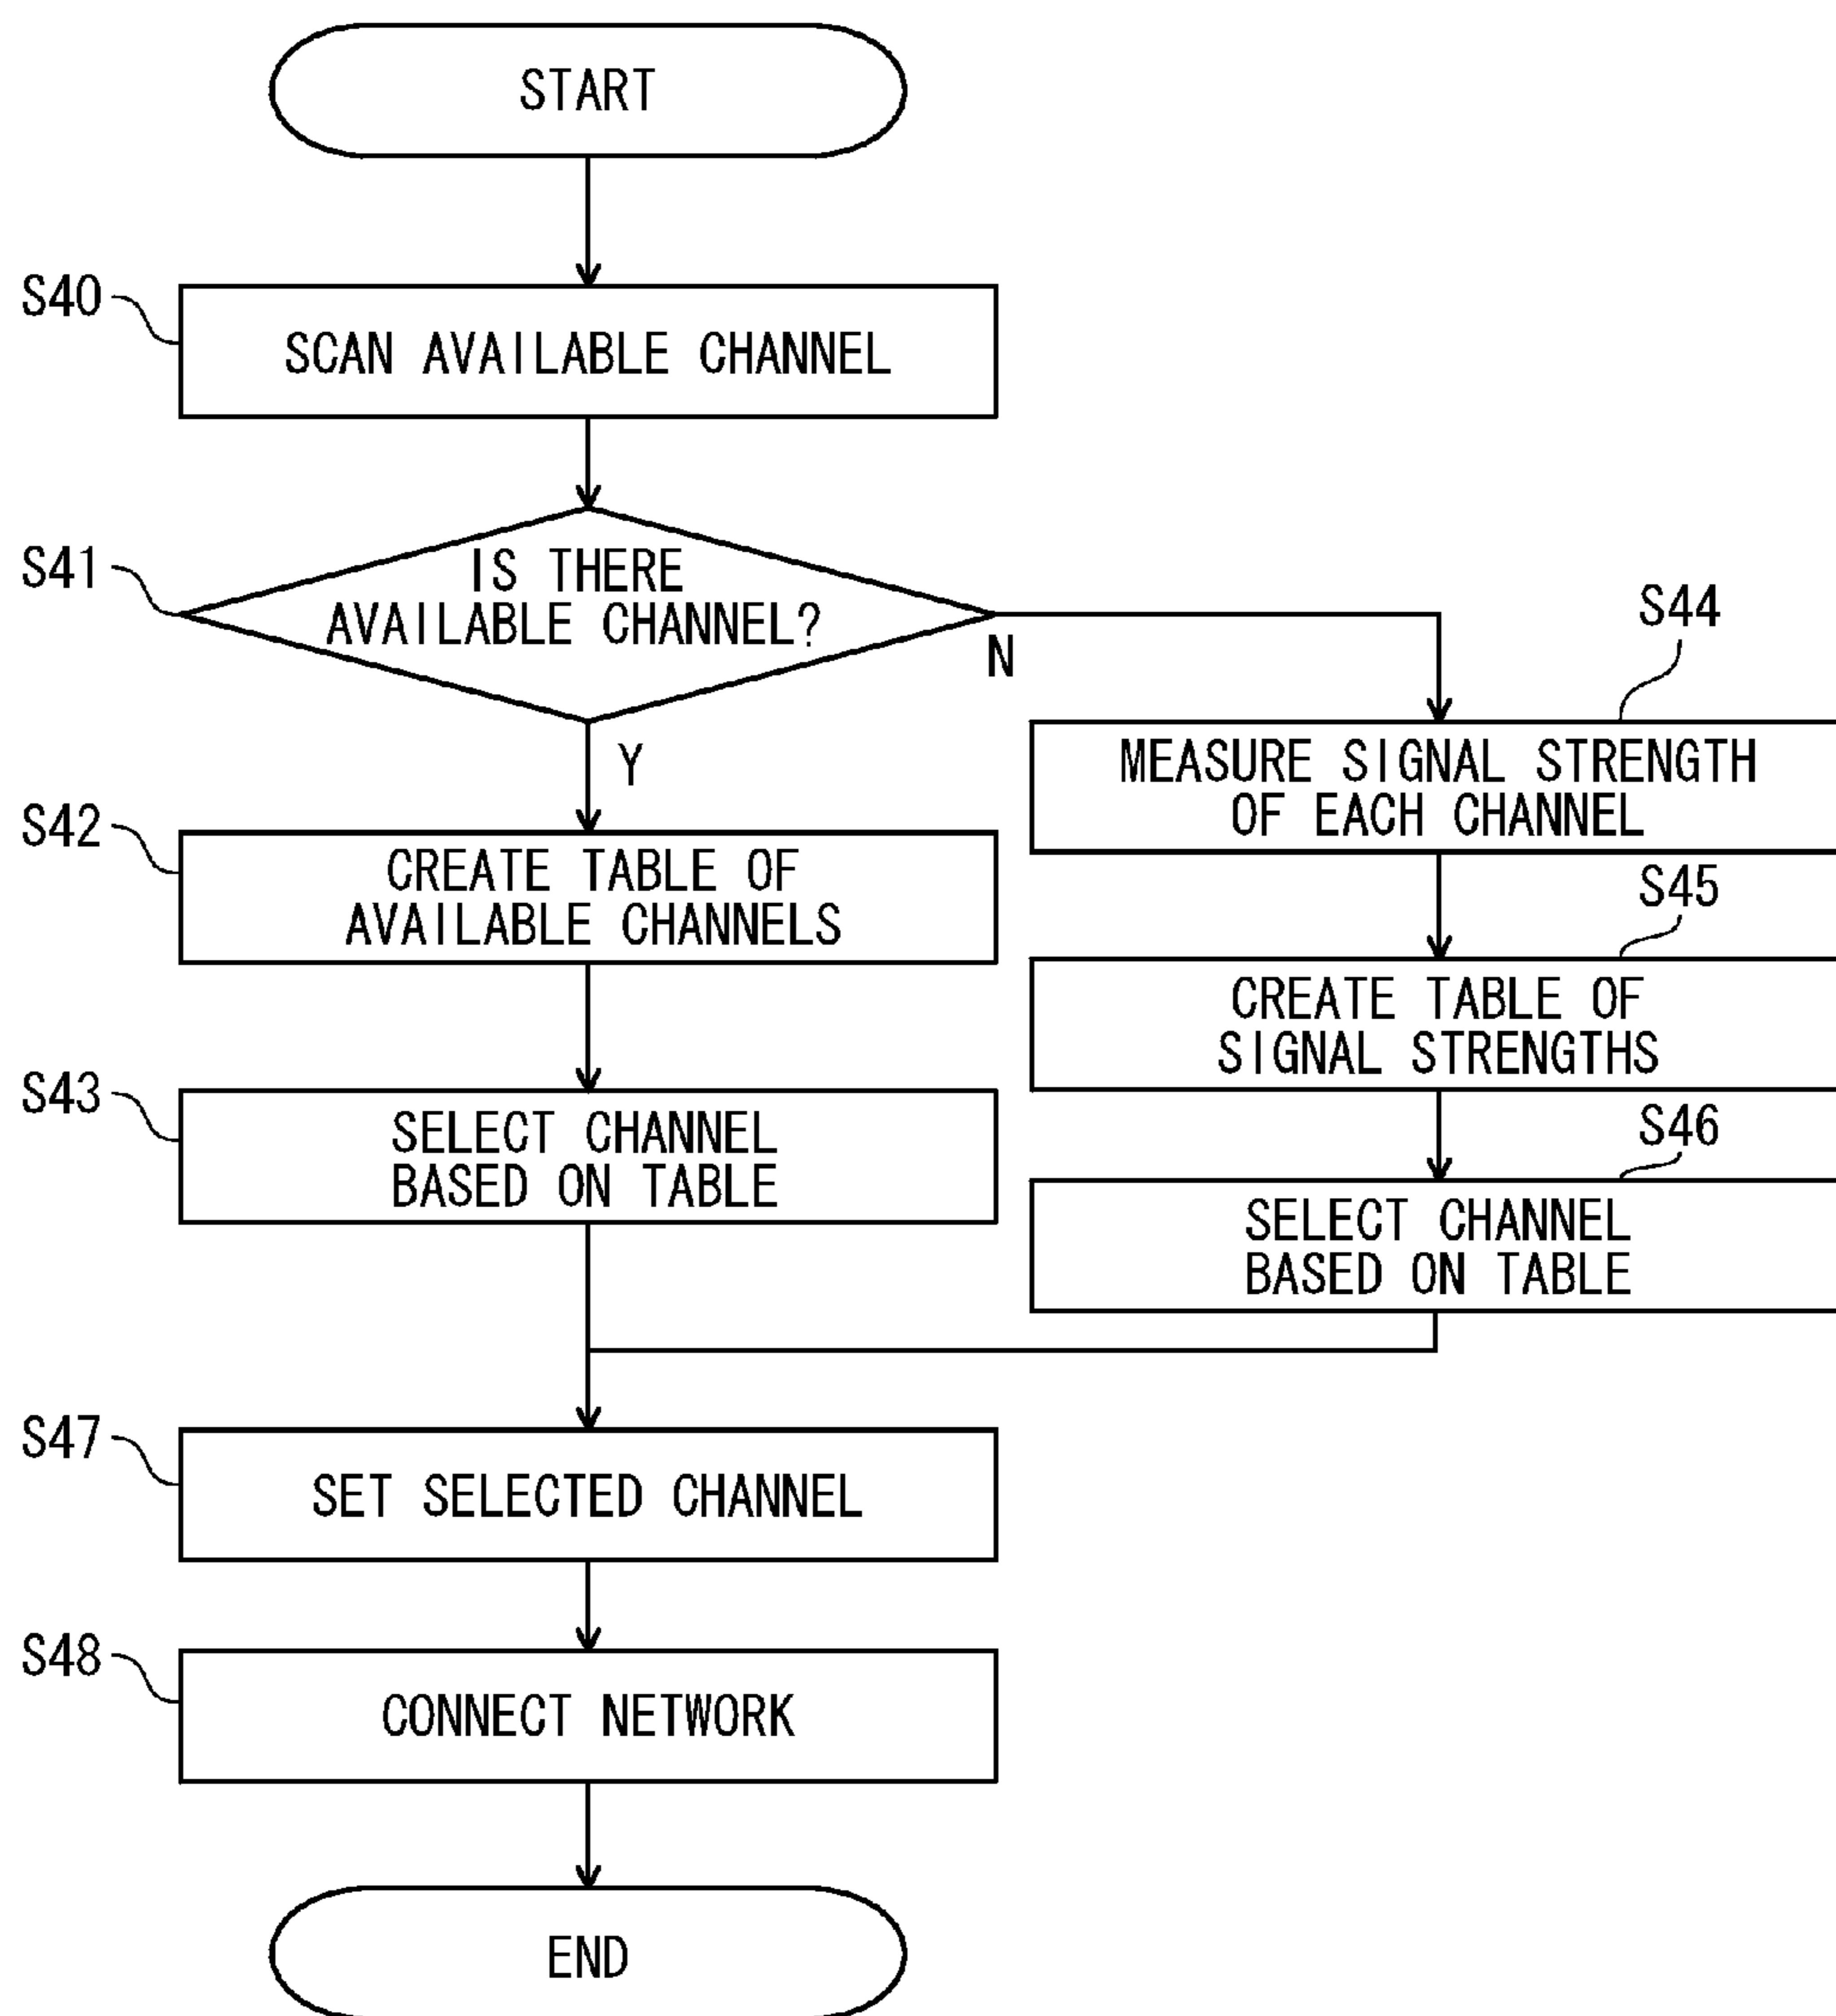 START
S40
SCAN AVAILABLE CHANNEL
S41
IS THERE
AVAILABLE CHANNEL?
N
Y
S42
CREATE TABLE OF
AVAILABLE CHANNELS
S43
SELECT CHANNEL
BASED ON TABLE
S44
MEASURE SIGNAL STRENGTH
OF EACH CHANNEL
S45
CREATE TABLE OF
SIGNAL STRENGTHS
S46
SELECT CHANNEL
BASED ON TABLE
S47
SET SELECTED CHANNEL
S48
CONNECT NETWORK
END